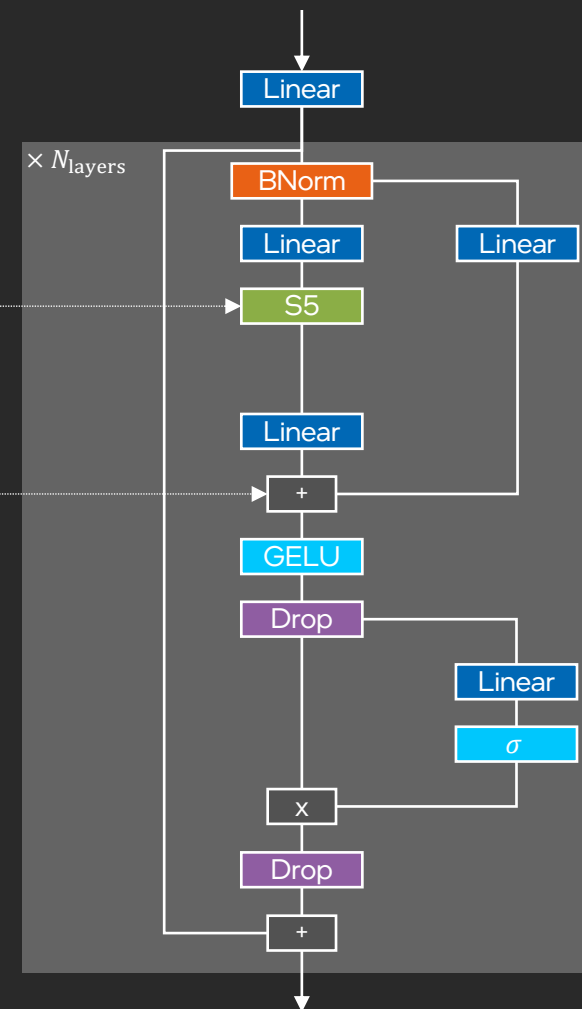 Linear
× N_layers
BNorm
Linear Linear
S5
Linear
+
GELU
Drop
Linear
σ
x
Drop
+